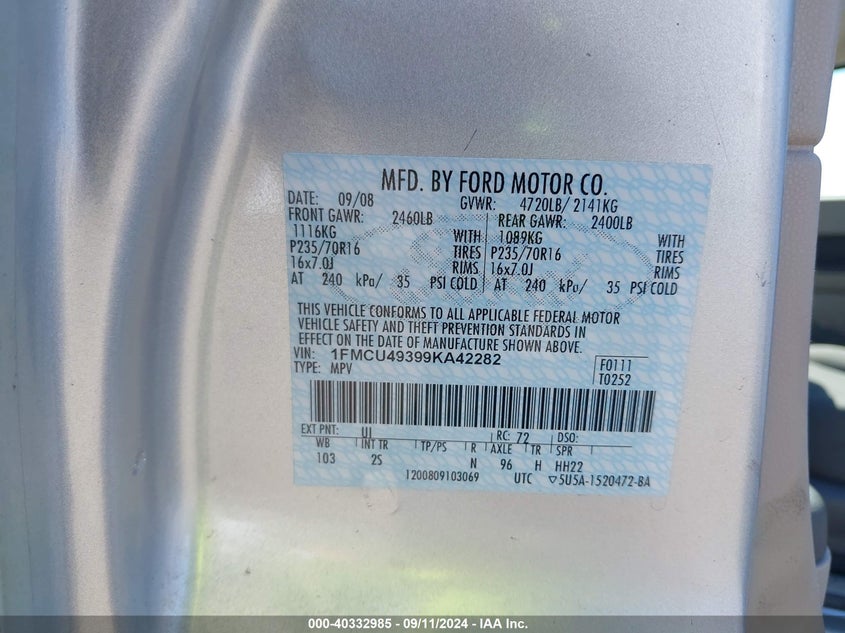 MFD. BY FORD MOTOR CO.
DATE: 09/08 GVWR: 4720LB/ 2141KG
FRONT GAWR: 2460LB REAR GAWR: 2400LB
1116KG WITH 1089KG WITH
P235/70R16 TIRES P235/70R16 TIRES
16x7.0J RIMS 16x7.0J RIMS
AT 240 kPa/ 35 PSI COLD AT 240 kPa/ 35 PSI COLD
THIS VEHICLE CONFORMS TO ALL APPLICABLE FEDERAL MOTOR
VEHICLE SAFETY AND THEFT PREVENTION STANDARDS IN
EFFECT ON THE DATE OF MANUFACTURE SHOWN ABOVE.
VIN: 1FMCU49399KA42282 F0111
TYPE: MPV T0252
EXT PNT: UI RC: 72 DSO:
WB INT TR TP/PS R AXLE TR SPR
103 2S N 96 H HH22
1200809103069 UTC ▽5U5A-1520472-BA
000-40332985 - 09/11/2024 - IAA Inc.